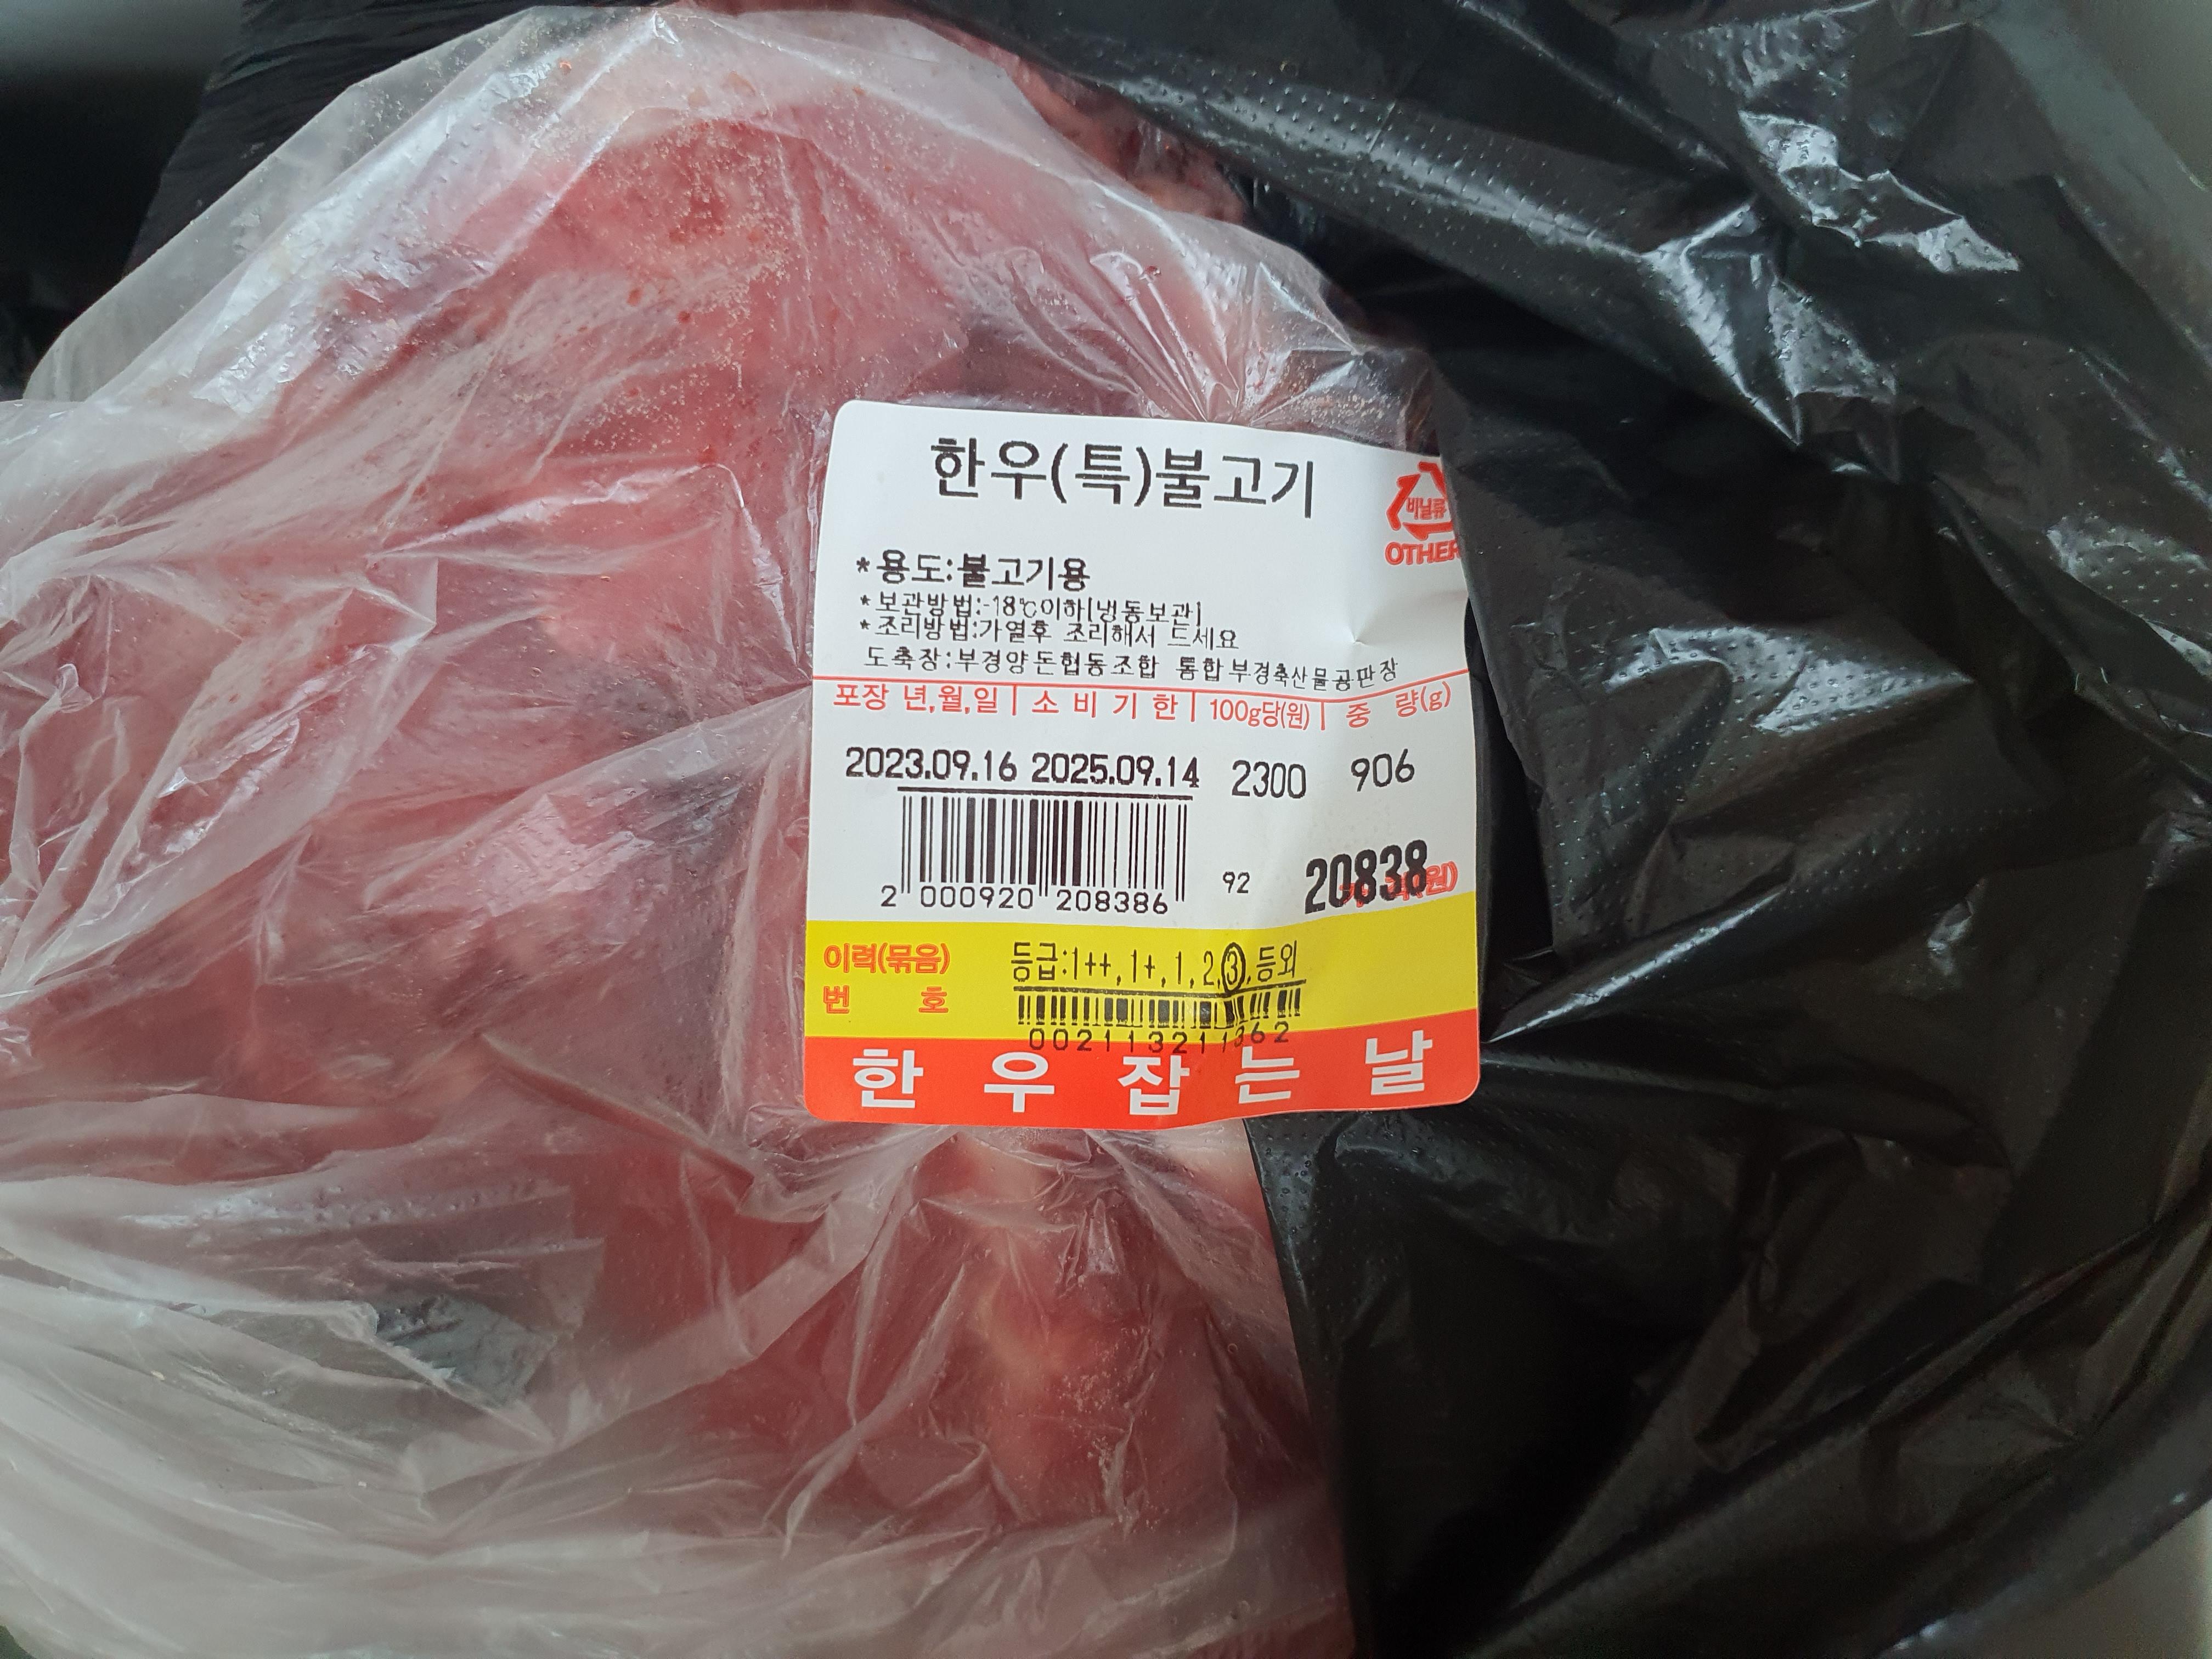 한우(특)불고기
비닐류
OTHER
*용도:불고기용
*보관방법:-18℃이하[냉동보관]
*조리방법:가열후 조리해서 드세요
도축장:부경양돈협동조합 통합부경축산물공판장
포장 년,월,일 | 소 비 기 한 | 100g당(원) | 중 량(g)
2023.09.16 2025.09.14 2300 906
2 000920 208386 92 20838
이력(묶음) 등급:1++,1+,1,2,3,등외
번 호
002113211362
한 우 잡 는 날